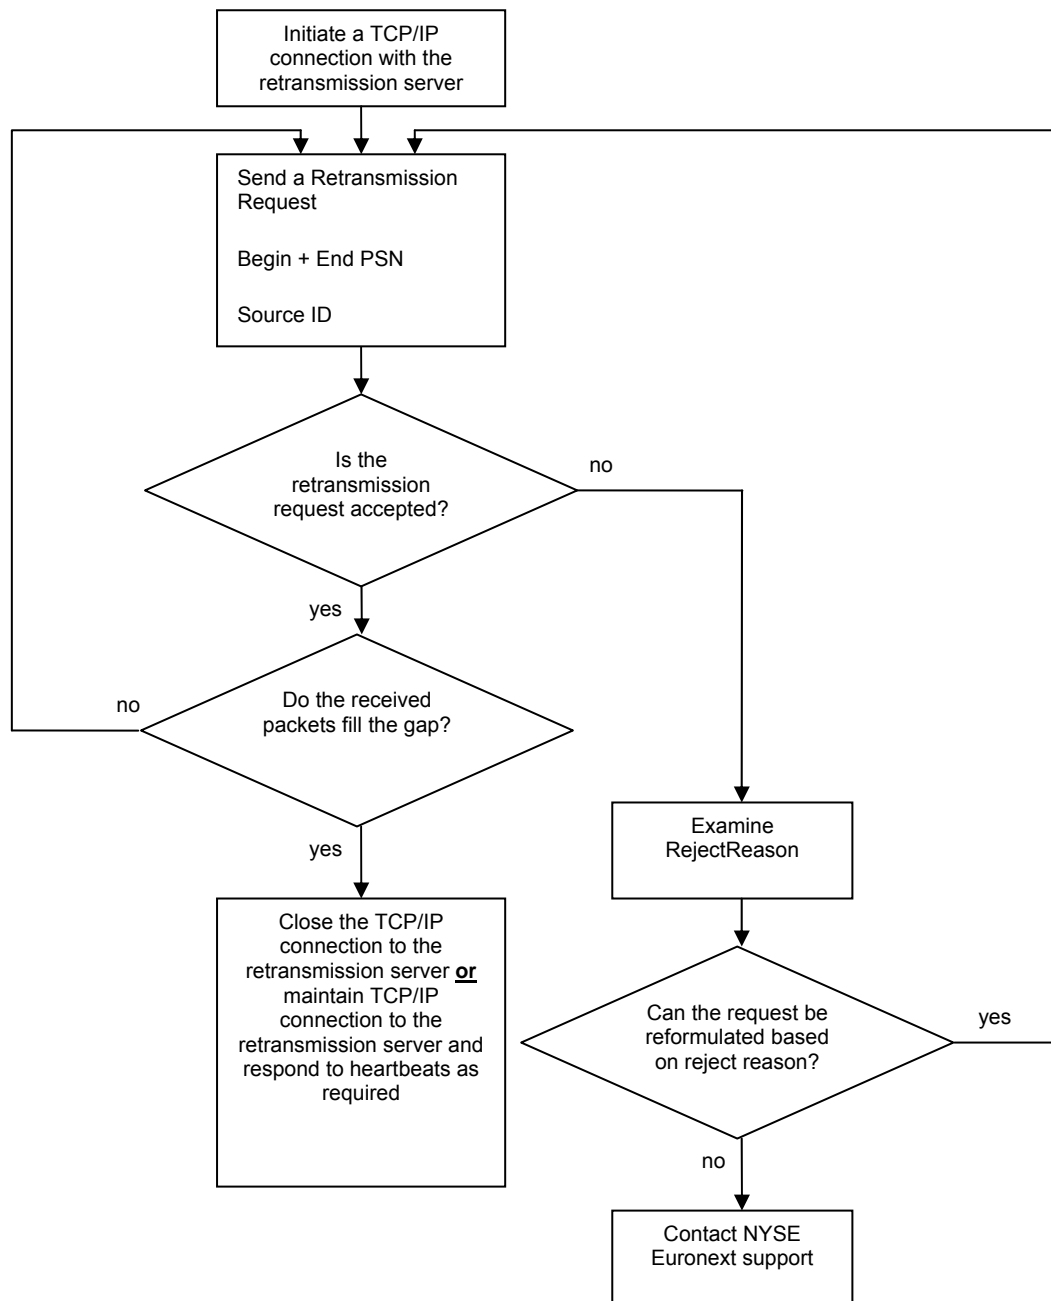 Initiate a TCP/IP
connection with the
retransmission server
Send a Retransmission
Request
Begin + End PSN
Source ID
Is the
retransmission
request accepted?
no
yes
Do the received
packets fill the gap?
no
yes
Examine
RejectReason
Close the TCP/IP
connection to the
retransmission server or
maintain TCP/IP
connection to the
retransmission server and
respond to heartbeats as
required
Can the request be
reformulated based
on reject reason?
yes
no
Contact NYSE
Euronext support